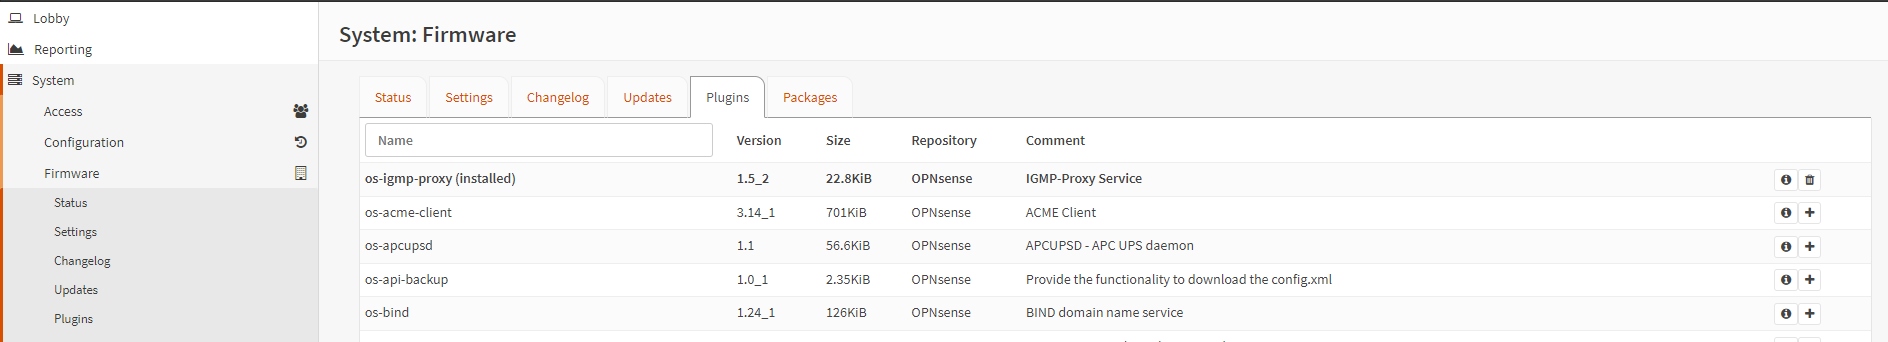 Lobby
Reporting
System
Access
Configuration
Firmware
Status
Settings
Changelog
Updates
Plugins
System: Firmware
Status Settings Changelog Updates Plugins Packages
Name Version Size Repository Comment
os-igmp-proxy (installed) 1.5_2 22.8KiB OPNsense IGMP-Proxy Service
os-acme-client 3.14_1 701KiB OPNsense ACME Client
os-apcupsd 1.1 56.6KiB OPNsense APCUPSD - APC UPS daemon
os-api-backup 1.0_1 2.35KiB OPNsense Provide the functionality to download the config.xml
os-bind 1.24_1 126KiB OPNsense BIND domain name service